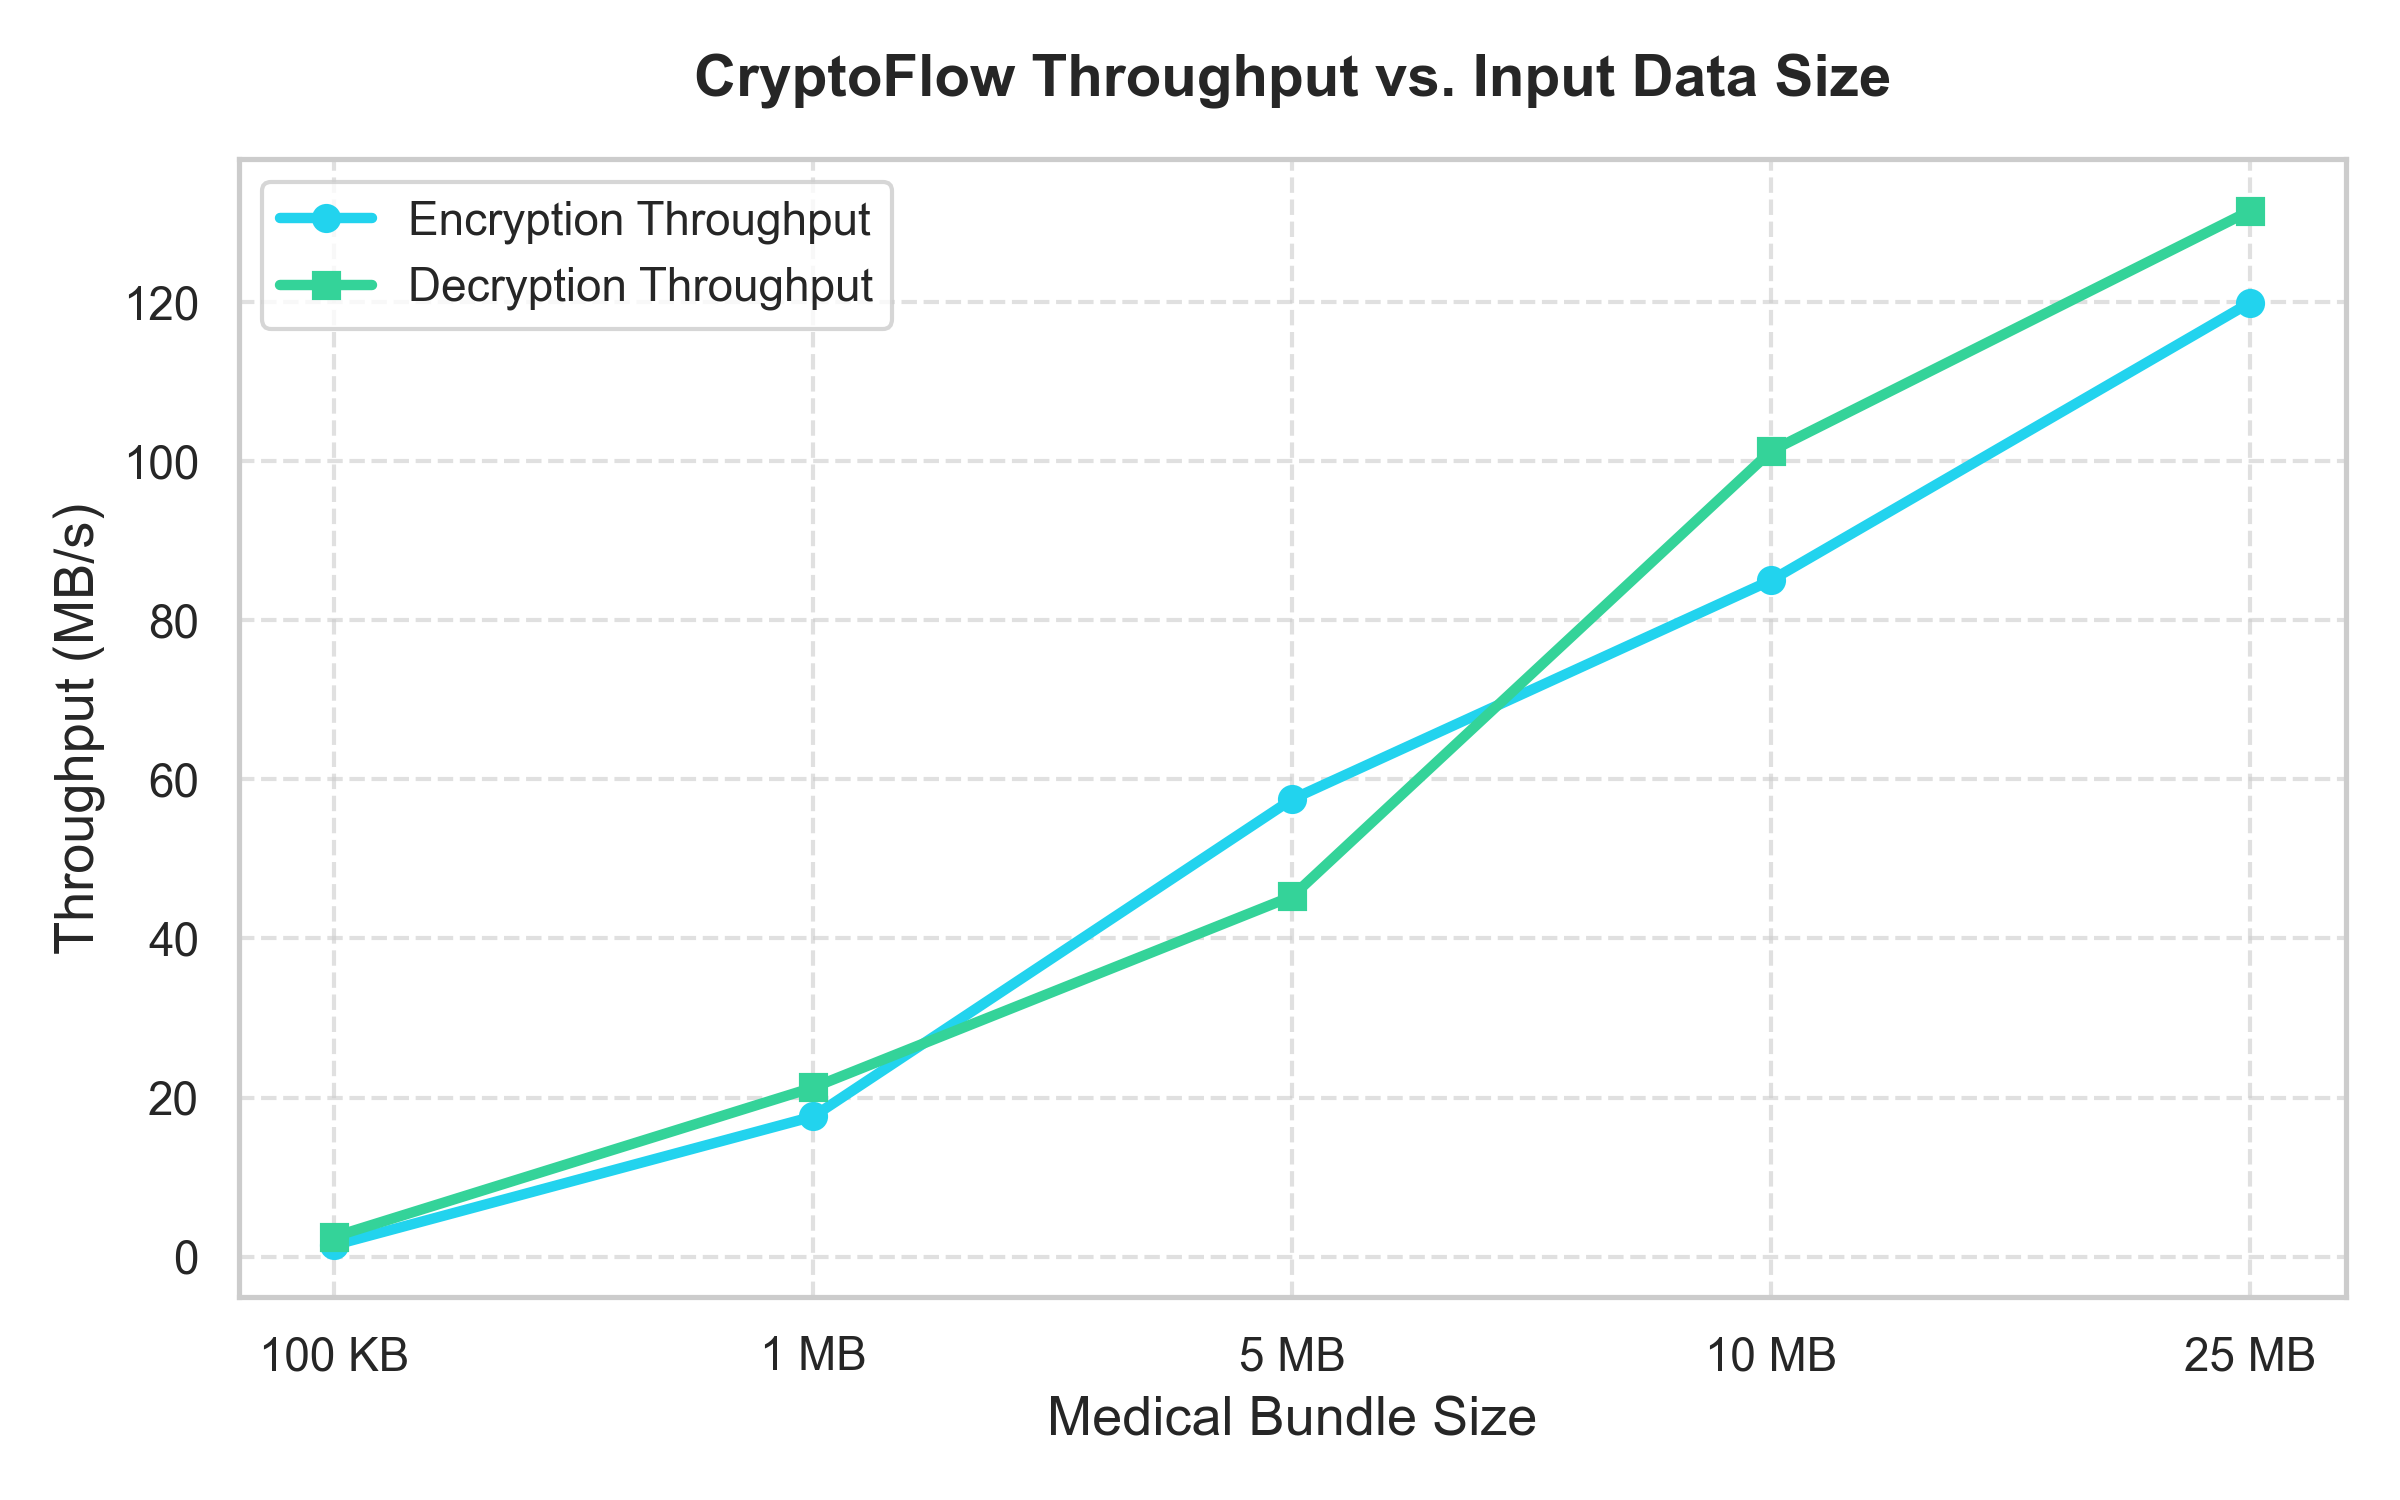 CryptoFlow Throughput vs. Input Data Size
Encryption Throughput
Decryption Throughput
Throughput (MB/s)
120
100
80
60
40
20
0
100 KB
1 MB
5 MB
10 MB
25 MB
Medical Bundle Size